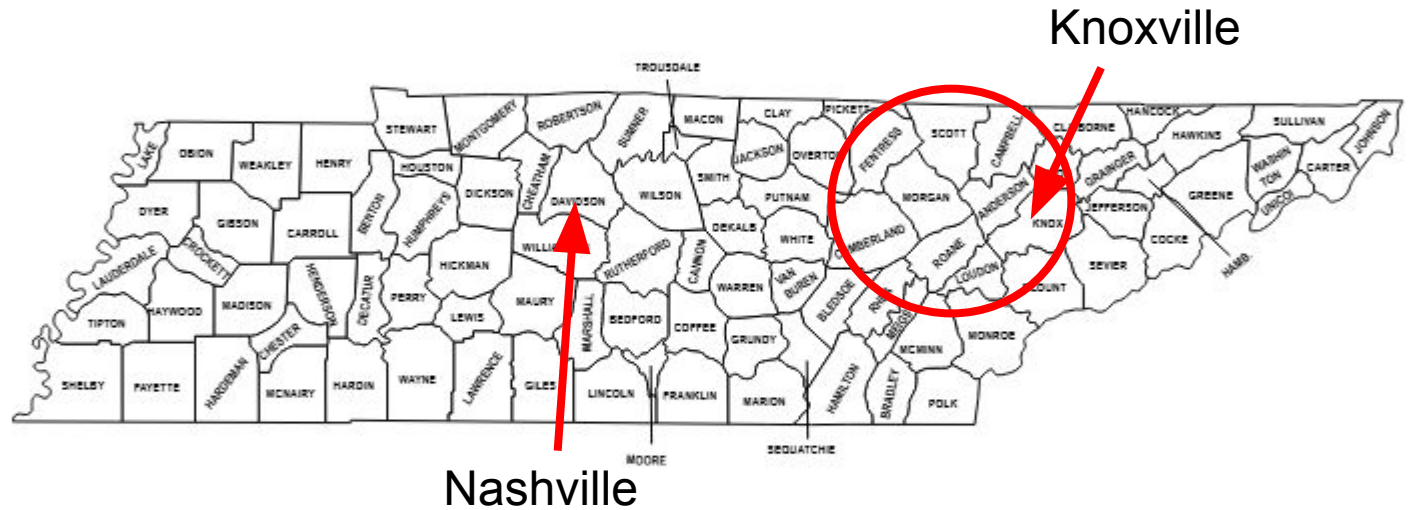 Knoxville
TROUSDALE
STEWART
MONTGOMERY
ROBERTSON
SUMNER
MACON
CLAY
PICKETT
FENTRESS
SCOTT
CAMPBELL
CLAIBORNE
HANCOCK
HAWKINS
SULLIVAN
JOHNSON
LAKE
OBION
WEAKLEY
HENRY
HOUSTON
DICKSON
CHEATHAM
DAVIDSON
WILSON
SMITH
JACKSON
OVERTON
PUTNAM
MORGAN
ANDERSON
GRAINGER
GREENE
WASHINTON
CARTER
UNICOI
DYER
GIBSON
CROCKETT
CARROLL
BENTON
HUMPHREYS
HICKMAN
RUTHERFORD
CANNON
DEKALB
WHITE
CUMBERLAND
ROANE
LOUDON
KNOX
JEFFERSON
COCKE
HAMB.
SEVIER
LAUDERDALE
HAYWOOD
MADISON
HENDERSON
DECATUR
PERRY
LEWIS
MAURY
MARSHALL
BEDFORD
COFFEE
WARREN
VAN
BUREN
BLEDSOE
RHEA
MEIGS
MONROE
TIPTON
CHESTER
GRUNDY
MCMINN
SHELBY
FAYETTE
HARDEMAN
MCNAIRY
HARDIN
WAYNE
LAWRENCE
GILES
LINCOLN
FRANKLIN
MARION
HAMILTON
BRADLEY
POLK
MOORE
SEQUATCHIE
Nashville